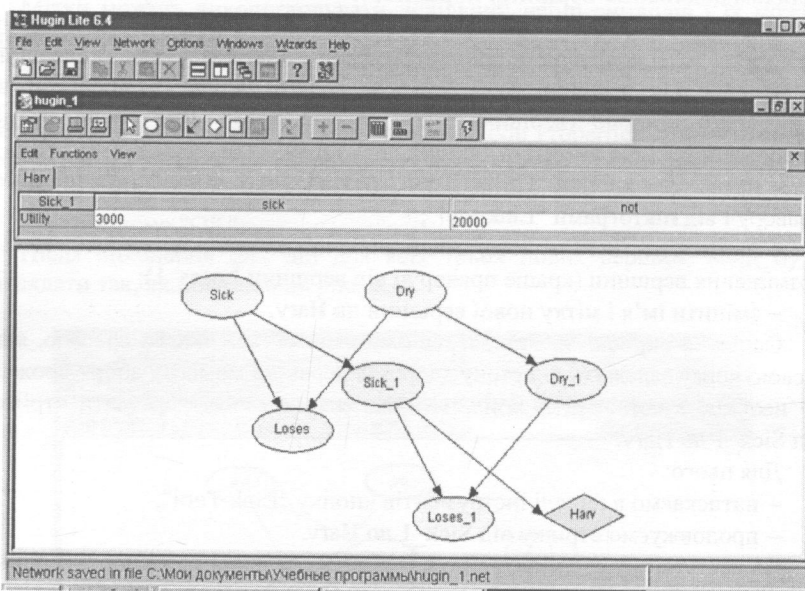 Hugin Lite 6.4
File Edit View Network Options Windows Wizards Help
hugin_1
Edit Functions View
Harv
Sick_1 sick not
Utility 3000 20000
Sick Dry
Sick_1 Dry_1
Loses
Loses_1 Harv
Network saved in file C:\Мои документы\Учебные программы\hugin_1.net